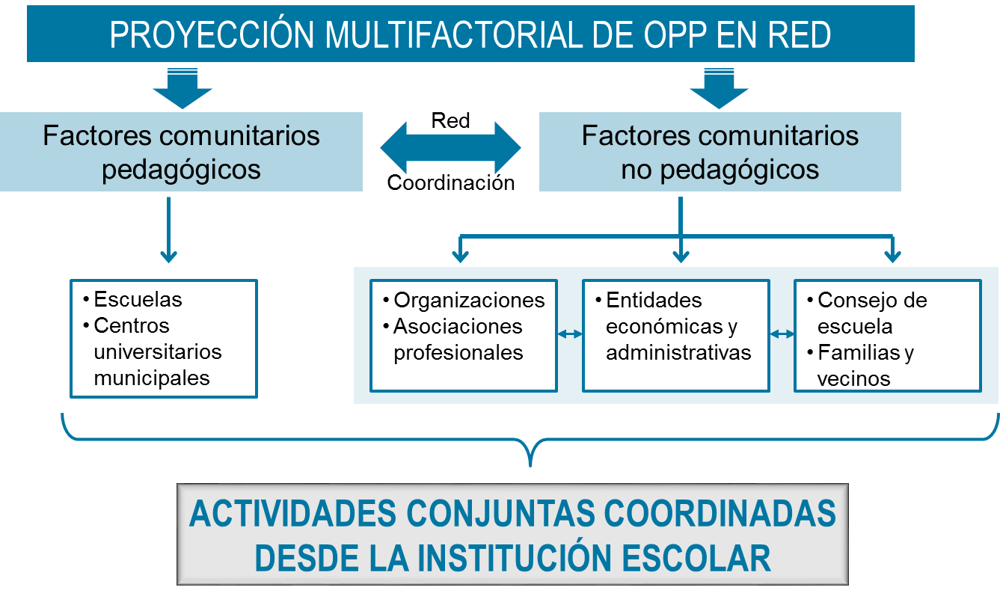 PROYECCIÓN MULTIFACTORIAL DE OPP EN RED
Factores comunitarios
pedagógicos
Red
Coordinación
Factores comunitarios
no pedagógicos
• Escuelas
• Centros
universitarios
municipales
• Organizaciones
• Asociaciones
profesionales
• Entidades
económicas y
administrativas
• Consejo de
escuela
• Familias y
vecinos
ACTIVIDADES CONJUNTAS COORDINADAS
DESDE LA INSTITUCIÓN ESCOLAR